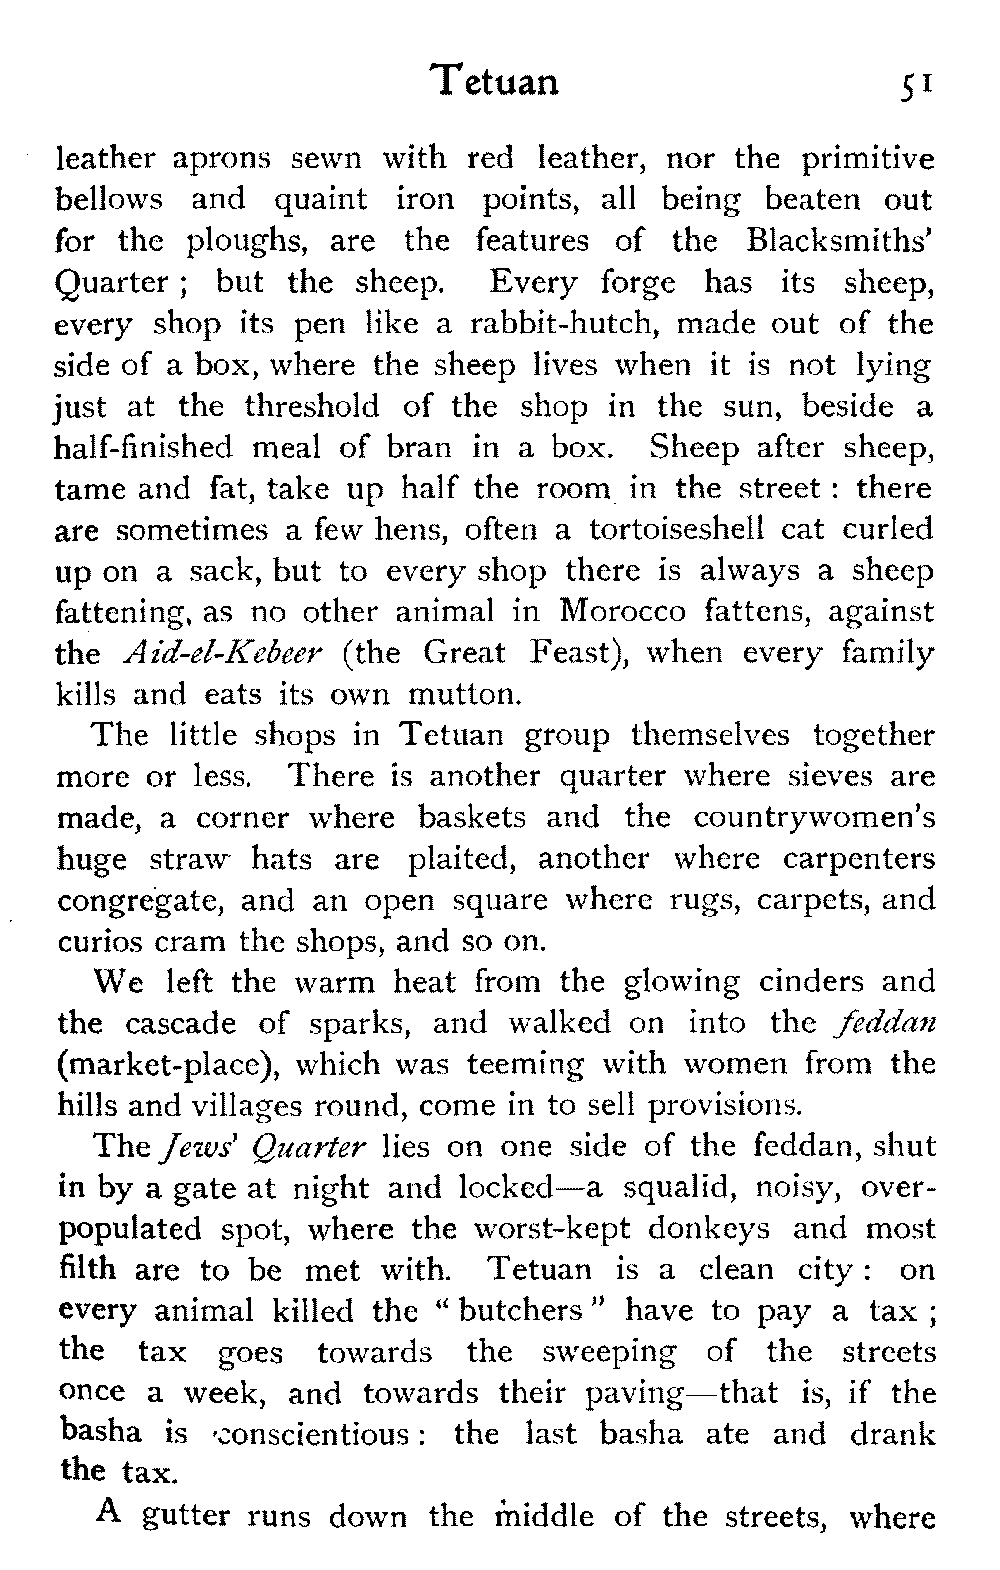 Tetuan 51
leather aprons sewn with red leather, nor the primitive
bellows and quaint iron points, all being beaten out
for the ploughs, are the features of the Blacksmiths'
Quarter ; but the sheep. Every forge has its sheep,
every shop its pen like a rabbit-hutch, made out of the
side of a box, where the sheep lives when it is not lying
just at the threshold of the shop in the sun, beside a
half-finished meal of bran in a box. Sheep after sheep,
tame and fat, take up half the room in the street : there
are sometimes a few hens, often a tortoiseshell cat curled
up on a sack, but to every shop there is always a sheep
fattening, as no other animal in Morocco fattens, against
the Aid-el-Kebeer (the Great Feast), when every family
kills and eats its own mutton.
The little shops in Tetuan group themselves together
more or less. There is another quarter where sieves are
made, a corner where baskets and the countrywomen's
huge straw hats are plaited, another where carpenters
congregate, and an open square where rugs, carpets, and
curios cram the shops, and so on.
We left the warm heat from the glowing cinders and
the cascade of sparks, and walked on into the feddan
(market-place), which was teeming with women from the
hills and villages round, come in to sell provisions.
The Jews' Quarter lies on one side of the feddan, shut
in by a gate at night and locked—a squalid, noisy, over-
populated spot, where the worst-kept donkeys and most
filth are to be met with. Tetuan is a clean city : on
every animal killed the " butchers " have to pay a tax ;
the tax goes towards the sweeping of the streets
once a week, and towards their paving—that is, if the
basha is conscientious : the last basha ate and drank
the tax.
A gutter runs down the middle of the streets, where